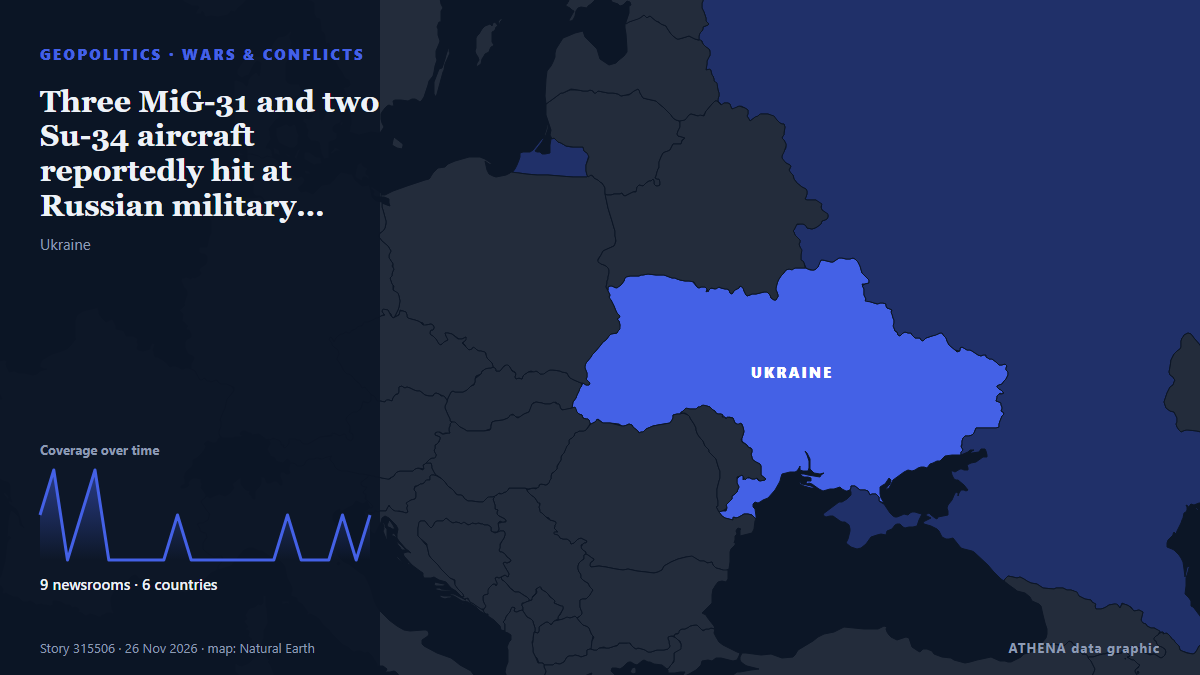 GEOPOLITICS · WARS & CONFLICTS
Three MiG-31 and two
Su-34 aircraft
reportedly hit at
Russian military...
Ukraine
UKRAINE
Coverage over time
9 newsrooms · 6 countries
Story 315506 · 26 Nov 2026 · map: Natural Earth
ATHENA data graphic